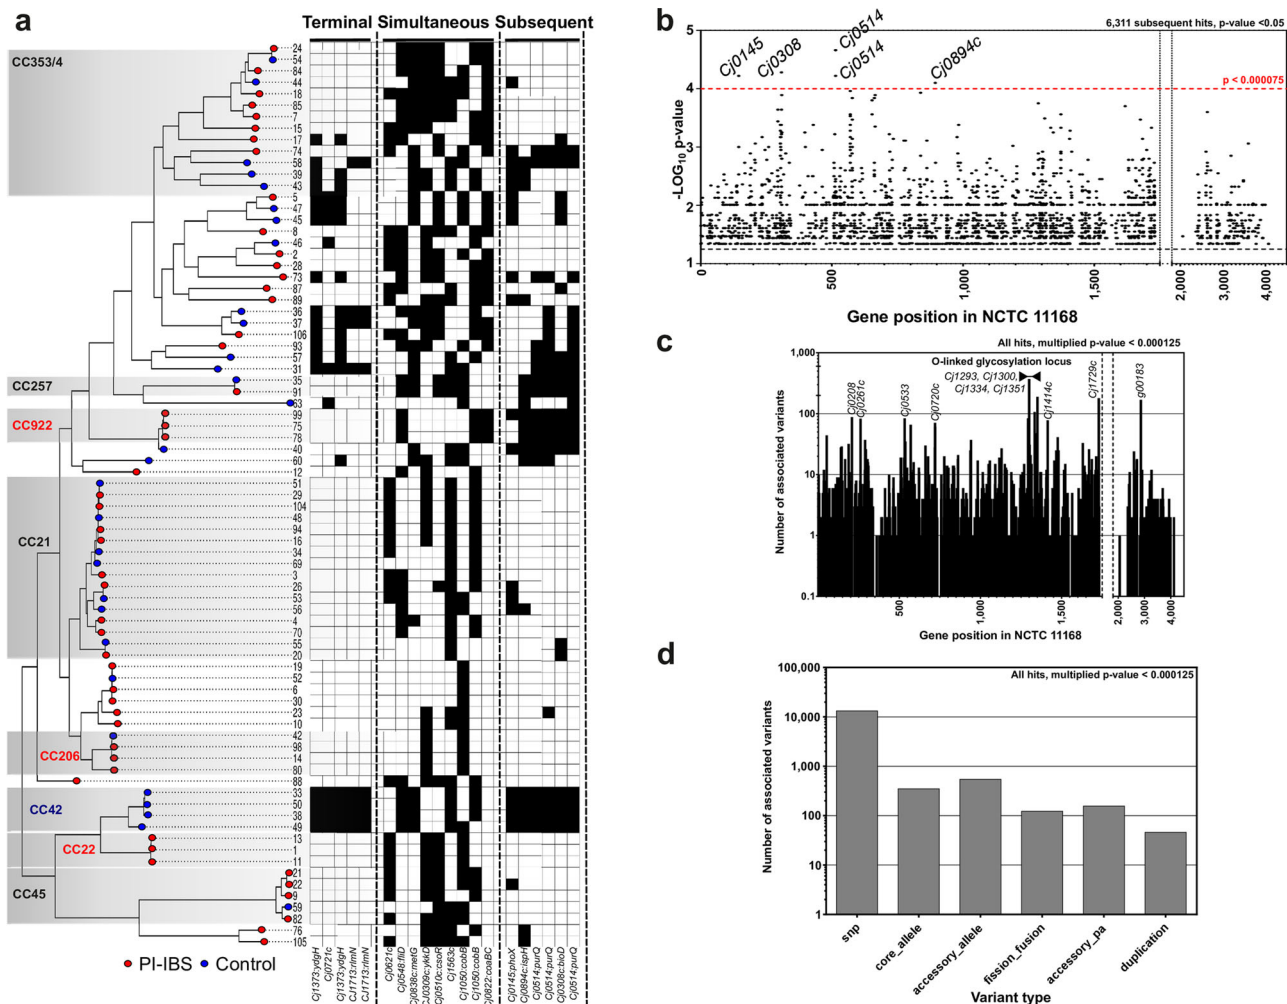 a
Terminal
Simultaneous
Subsequent
CC353/4
CC257
CC922
CC21
CC206
CC42
CC22
CC45
24
54
84
44
18
85
7
15
17
74
58
39
43
5
47
45
8
46
2
28
73
87
89
36
37
106
93
57
31
35
91
63
99
75
78
40
60
12
51
29
104
48
94
16
34
69
3
26
53
56
4
70
55
20
19
52
6
30
23
10
42
98
14
80
88
33
50
38
49
13
1
11
21
22
9
59
82
76
105
PI-IBS
Control
Cj1373:ydgH
Cj0721c
Cj1373:ydgH
CJ1713:rlmN
CJ1713:rlmN
Cj0621c
Cj0548:fliD
Cj0838c:metG
CJ0309c:ykkD
Cj0510c:csoR
Cj1563c
Cj1050:cobB
Cj1050:cobB
Cj0822:coaBC
Cj0145:phoX
Cj0894c:ispH
Cj0514:purQ
Cj0514:purQ
Cj0308c:bioD
Cj0514:purQ
b
6,311 subsequent hits, p-value <0.05
Cj0145
Cj0308
Cj0514
Cj0514
Cj0894c
p < 0.000075
-LOG10 p-value
5
4
3
2
1
0
500
1,000
1,500
2,000
3,000
4,000
Gene position in NCTC 11168
c
All hits, multiplied p-value < 0.000125
O-linked glycosylation locus
Cj1293, Cj1300,
Cj1334, Cj1351
Cj0208
Cj0261c
Cj0533
Cj0720c
Cj1414c
Cj1729c
g00183
Number of associated variants
1,000
100
10
1
0.1
500
1,000
1,500
2,000
3,000
4,000
Gene position in NCTC 11168
d
All hits, multiplied p-value < 0.000125
Number of associated variants
100,000
10,000
1,000
100
10
1
snp
core_allele
accessory_allele
fission_fusion
accessory_pa
duplication
Variant type